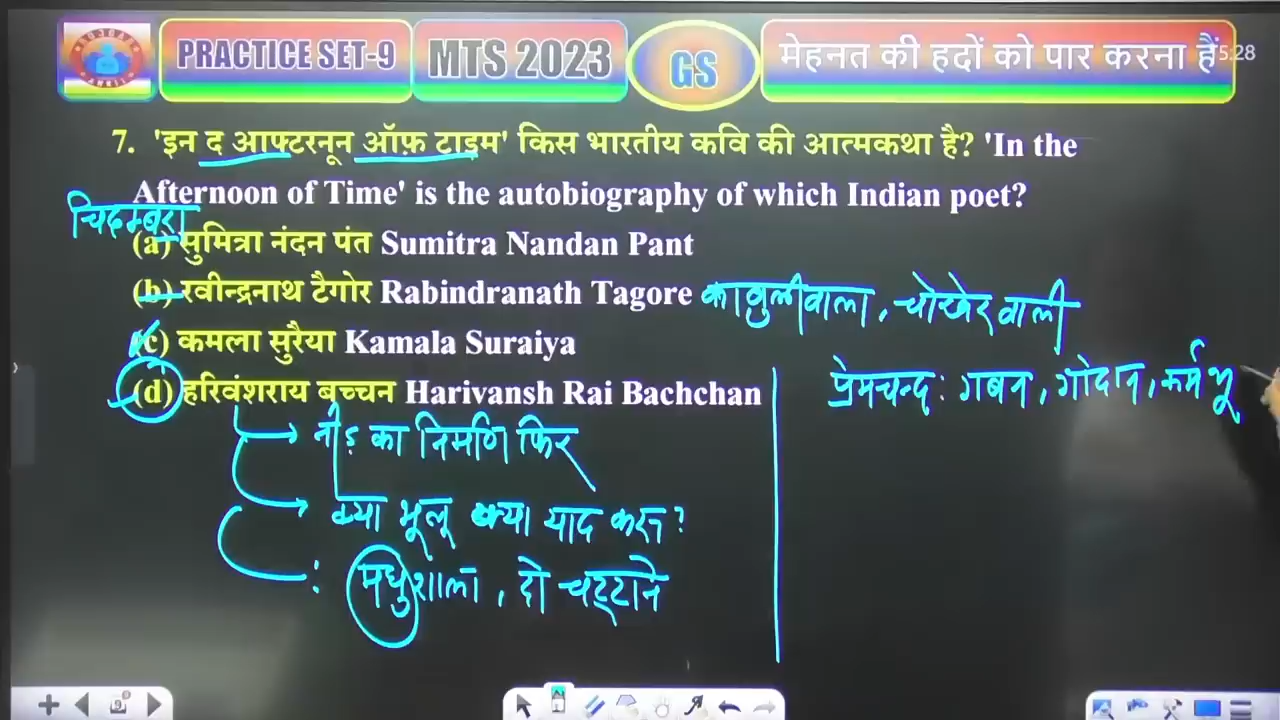 ROJGAR
ANKIT
PRACTICE SET-9
MTS 2023
GS
मेहनत की हदों को पार करना हैं
5:28
7. 'इन द आफ्टरनून ऑफ़ टाइम' किस भारतीय कवि की आत्मकथा है? 'In the
Afternoon of Time' is the autobiography of which Indian poet?
चिदम्बरा
(a) सुमित्रा नंदन पंत Sumitra Nandan Pant
(b) रवीन्द्रनाथ टैगोर Rabindranath Tagore काबुलीवाला, चोखेर वाली
(c) कमला सुरैया Kamala Suraiya
(d) हरिवंशराय बच्चन Harivansh Rai Bachchan
प्रेमचन्द: गबन, गोदान, कर्मभू
नीड़ का निर्माण फिर
क्या भूलू क्या याद करू?
: मधुशाला, दो चट्टाने